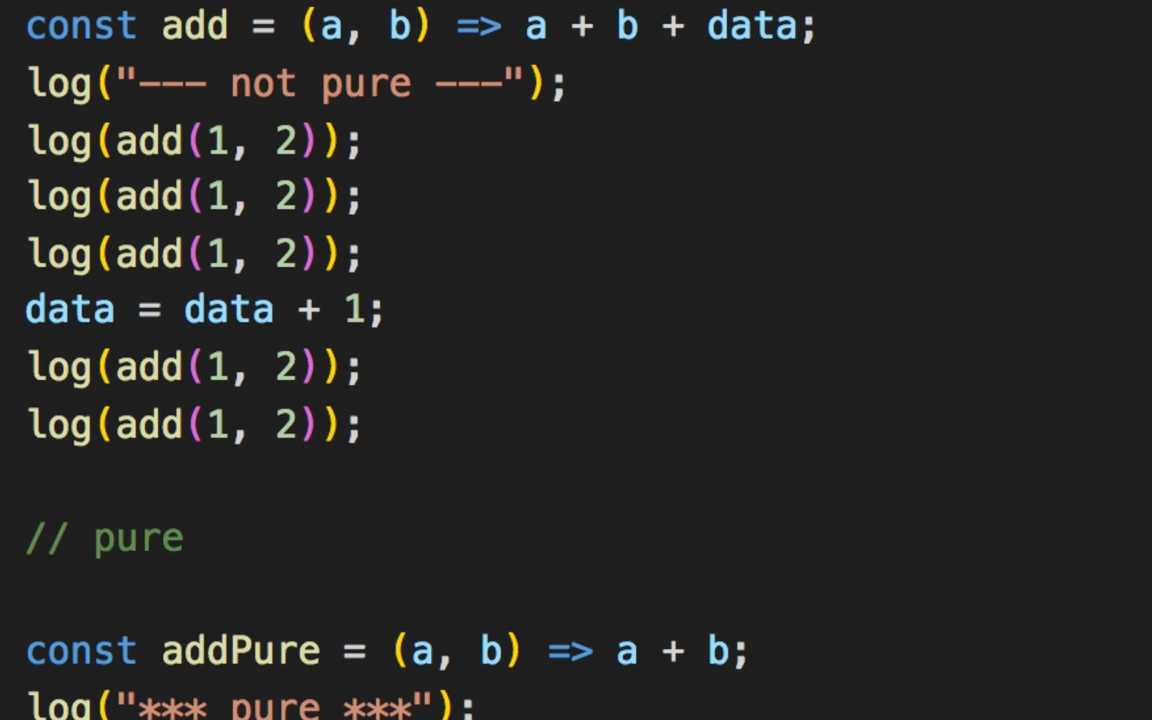 const add = (a, b) => a + b + data;
log("--- not pure ---");
log(add(1, 2));
log(add(1, 2));
log(add(1, 2));
data = data + 1;
log(add(1, 2));
log(add(1, 2));
// pure
const addPure = (a, b) => a + b;
log("*** pure ***");